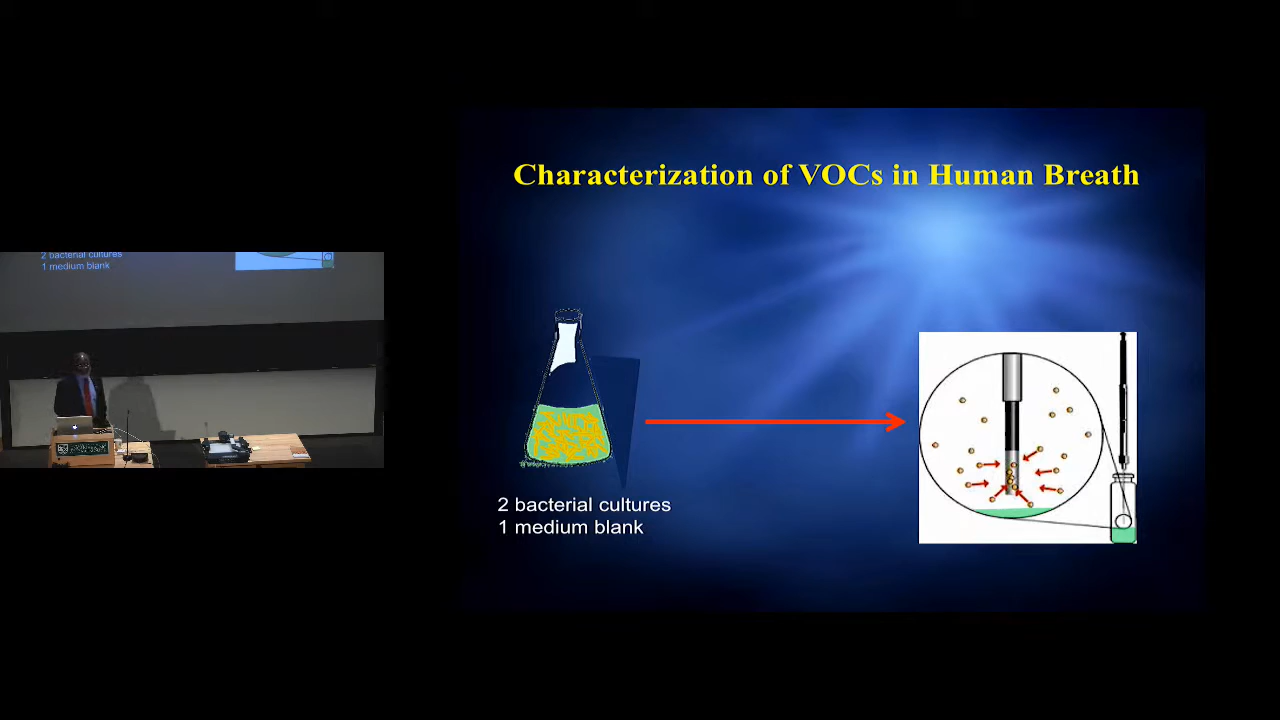 Characterization of VOCs in Human Breath
2 bacterial cultures
1 medium blank
2 bacterial cultures
1 medium blank